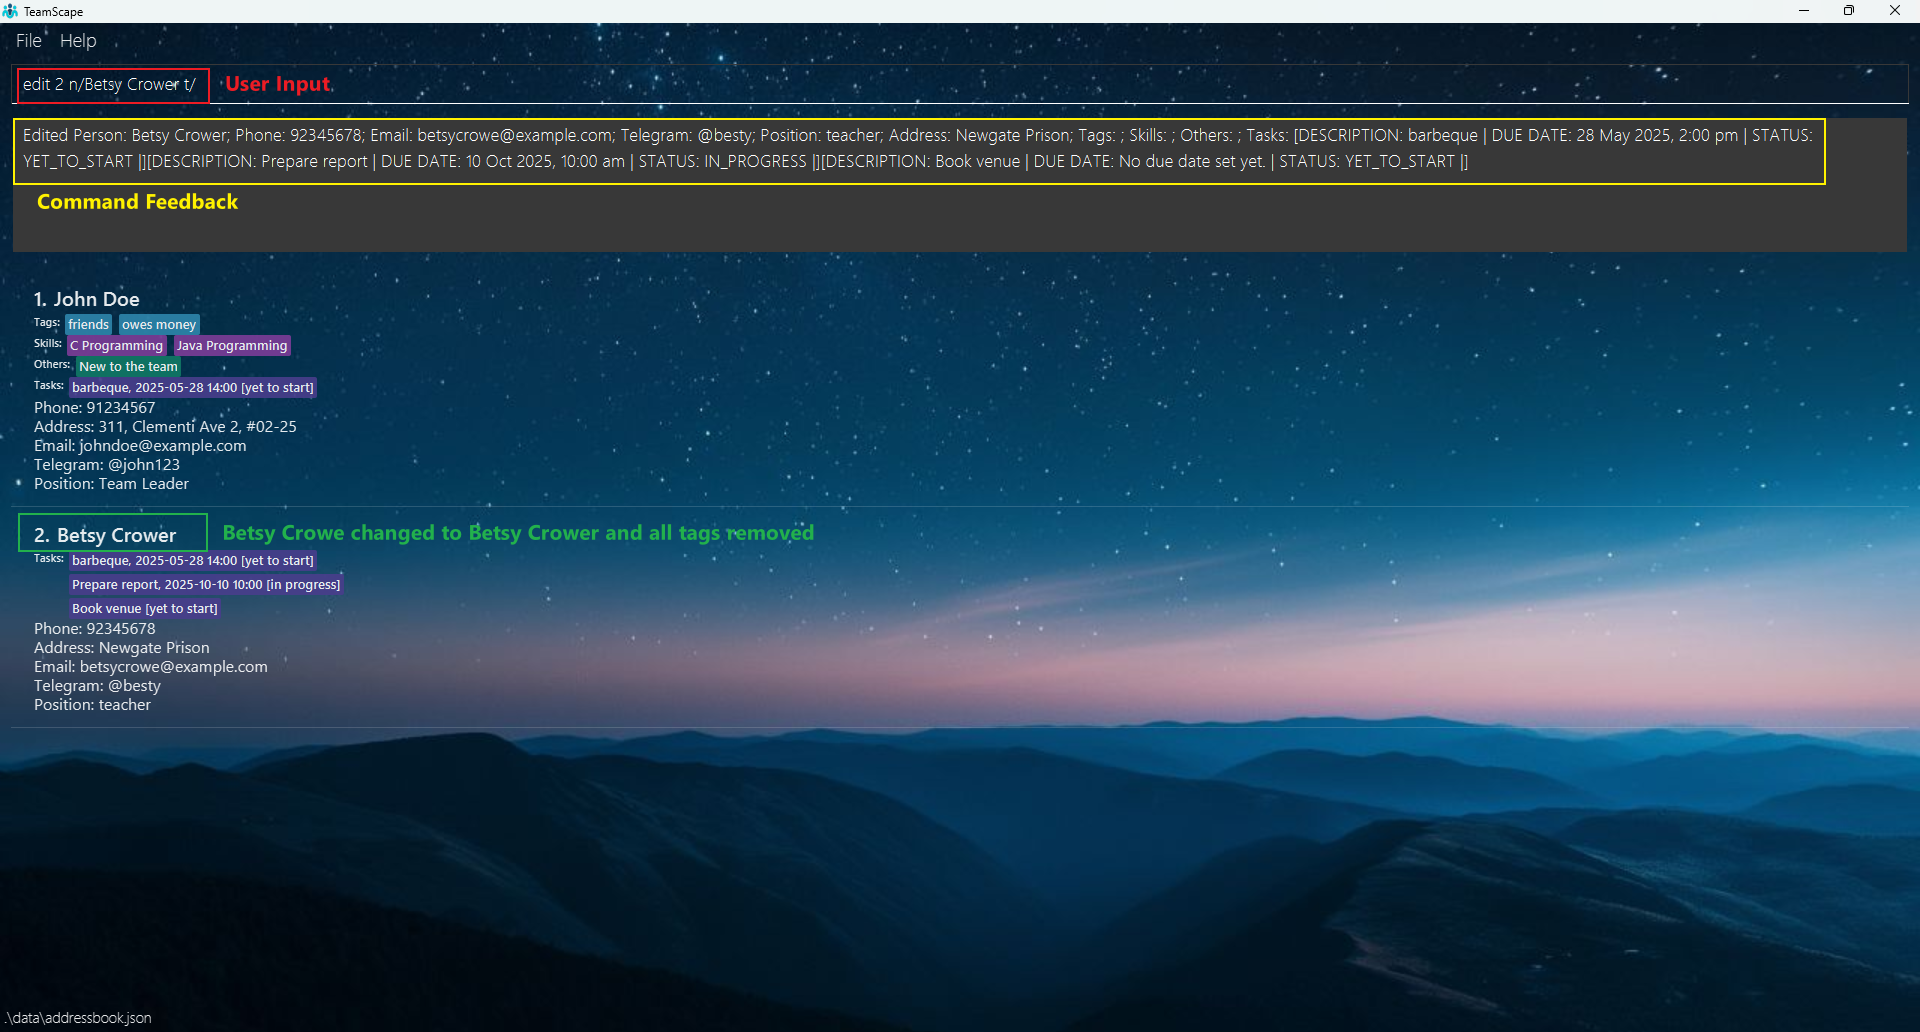 TeamScape
File Help
edit 2 n/Betsy Crower t/ User Input.
Edited Person: Betsy Crower; Phone: 92345678; Email: betsycrowe@example.com; Telegram: @besty; Position: teacher; Address: Newgate Prison; Tags: ; Skills: ; Others: ; Tasks: [DESCRIPTION: barbeque | DUE DATE: 28 May 2025, 2:00 pm | STATUS:
YET_TO_START |][DESCRIPTION: Prepare report | DUE DATE: 10 Oct 2025, 10:00 am | STATUS: IN_PROGRESS |][DESCRIPTION: Book venue | DUE DATE: No due date set yet. | STATUS: YET_TO_START |]
Command Feedback
1. John Doe
Tags: friends owes money
Skills: C Programming Java Programming
Others: New to the team
Tasks: barbeque, 2025-05-28 14:00 [yet to start]
Phone: 91234567
Address: 311, Clementi Ave 2, #02-25
Email: johndoe@example.com
Telegram: @john123
Position: Team Leader
2. Betsy Crower Betsy Crowe changed to Betsy Crower and all tags removed
Tasks: barbeque, 2025-05-28 14:00 [yet to start]
Prepare report, 2025-10-10 10:00 [in progress]
Book venue [yet to start]
Phone: 92345678
Address: Newgate Prison
Email: betsycrowe@example.com
Telegram: @besty
Position: teacher
.\data\addressbook.json